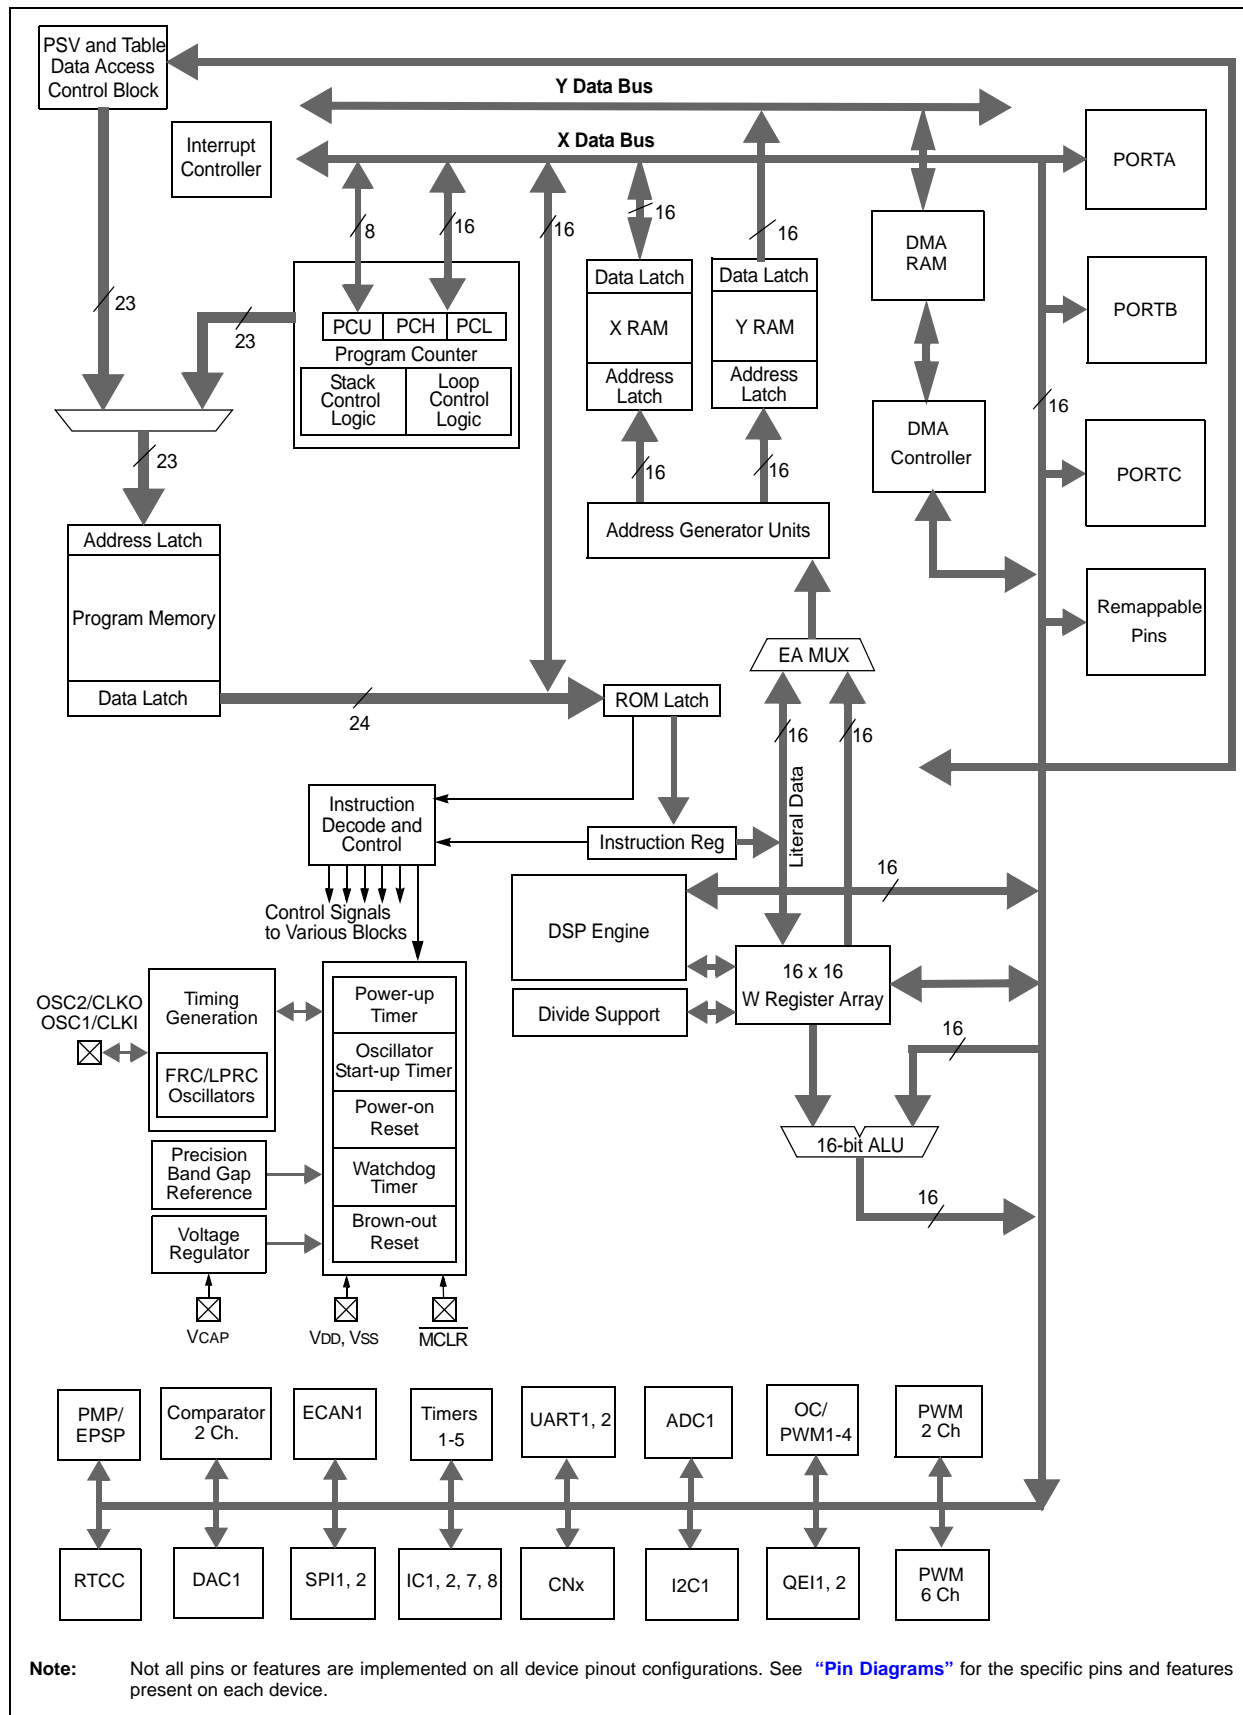 PSV and Table
Data Access
Control Block
Y Data Bus
Interrupt
Controller
X Data Bus
PORTA
8
16
16
16
16
DMA
RAM
23
23
Data Latch
X RAM
Address
Latch
Data Latch
Y RAM
Address
Latch
PORTB
PCU
PCH
PCL
Program Counter
Stack
Control
Logic
Loop
Control
Logic
16
DMA
Controller
23
16
16
PORTC
Address Generator Units
Address Latch
Program Memory
Data Latch
Remappable
Pins
EA MUX
24
ROM Latch
16
16
Literal Data
Instruction
Decode and
Control
Instruction Reg
Control Signals
to Various Blocks
16
DSP Engine
16 x 16
W Register Array
Divide Support
OSC2/CLKO
OSC1/CLKI
Timing
Generation
FRC/LPRC
Oscillators
Power-up
Timer
Oscillator
Start-up Timer
Power-on
Reset
Watchdog
Timer
Brown-out
Reset
16
16-bit ALU
16
Precision
Band Gap
Reference
Voltage
Regulator
VCAP
VDD, VSS
MCLR
PMP/
EPSP
Comparator
2 Ch.
ECAN1
Timers
1-5
UART1, 2
ADC1
OC/
PWM1-4
PWM
2 Ch
RTCC
DAC1
SPI1, 2
IC1, 2, 7, 8
CNx
I2C1
QEI1, 2
PWM
6 Ch
Note: Not all pins or features are implemented on all device pinout configurations. See “Pin Diagrams” for the specific pins and features
present on each device.